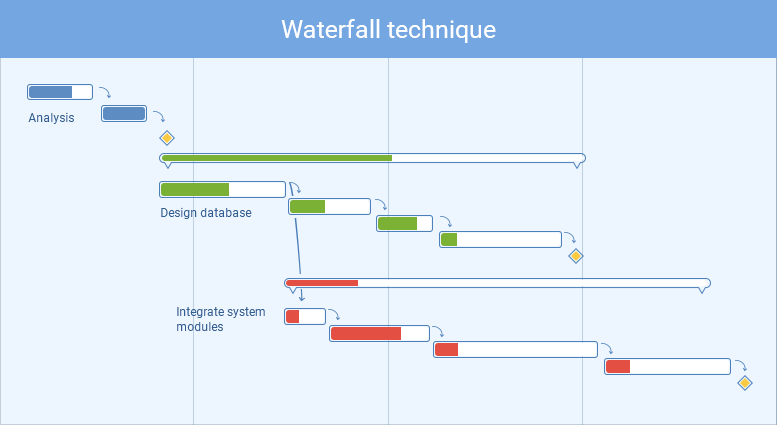 Waterfall technique
Analysis
Design database
Integrate system
modules